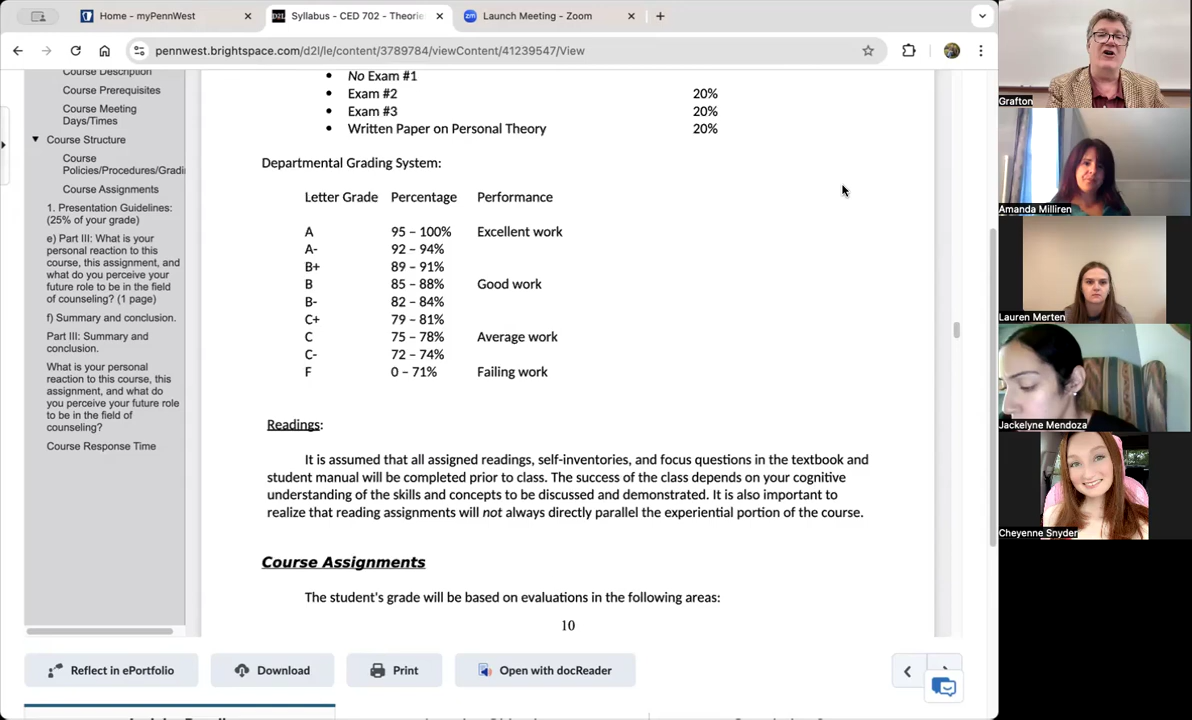 Home - myPennWest
Syllabus - CED 702 - Theorie
Launch Meeting - Zoom
pennwest.brightspace.com/d2l/le/content/3789784/viewContent/41239547/View
Course Description
Course Prerequisites
Course Meeting
Days/Times
Course Structure
Course
Policies/Procedures/Gradi
Course Assignments
1. Presentation Guidelines:
(25% of your grade)
e) Part III: What is your
personal reaction to this
course, this assignment, and
what do you perceive your
future role to be in the field
of counseling? (1 page)
f) Summary and conclusion.
Part III: Summary and
conclusion.
What is your personal
reaction to this course, this
assignment, and what do
you perceive your future role
to be in the field of
counseling?
Course Response Time
• No Exam #1
• Exam #2 20%
• Exam #3 20%
• Written Paper on Personal Theory 20%
Departmental Grading System:
Letter Grade Percentage Performance
A 95 – 100% Excellent work
A- 92 – 94%
B+ 89 – 91%
B 85 – 88% Good work
B- 82 – 84%
C+ 79 – 81%
C 75 – 78% Average work
C- 72 – 74%
F 0 – 71% Failing work
Readings:
It is assumed that all assigned readings, self-inventories, and focus questions in the textbook and
student manual will be completed prior to class. The success of the class depends on your cognitive
understanding of the skills and concepts to be discussed and demonstrated. It is also important to
realize that reading assignments will not always directly parallel the experiential portion of the course.
Course Assignments
The student's grade will be based on evaluations in the following areas:
10
Reflect in ePortfolio
Download
Print
Open with docReader
Grafton
Amanda Milliren
Lauren Merten
Jackelyne Mendoza
Cheyenne Snyder